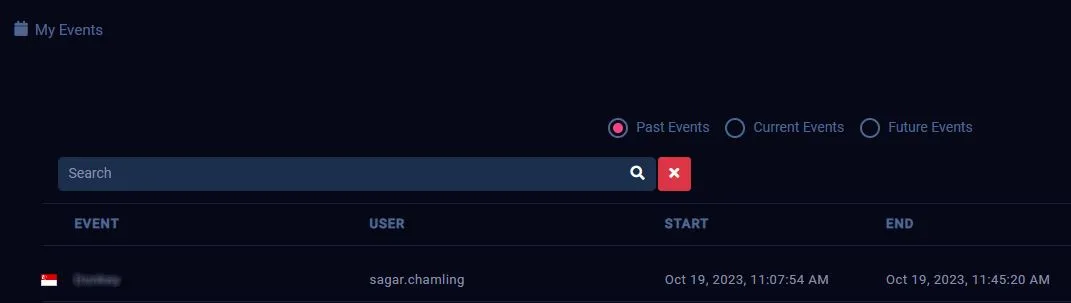 My Events
Past Events Current Events Future Events
Search
EVENT USER START END
sagar.chamling Oct 19, 2023, 11:07:54 AM Oct 19, 2023, 11:45:20 AM